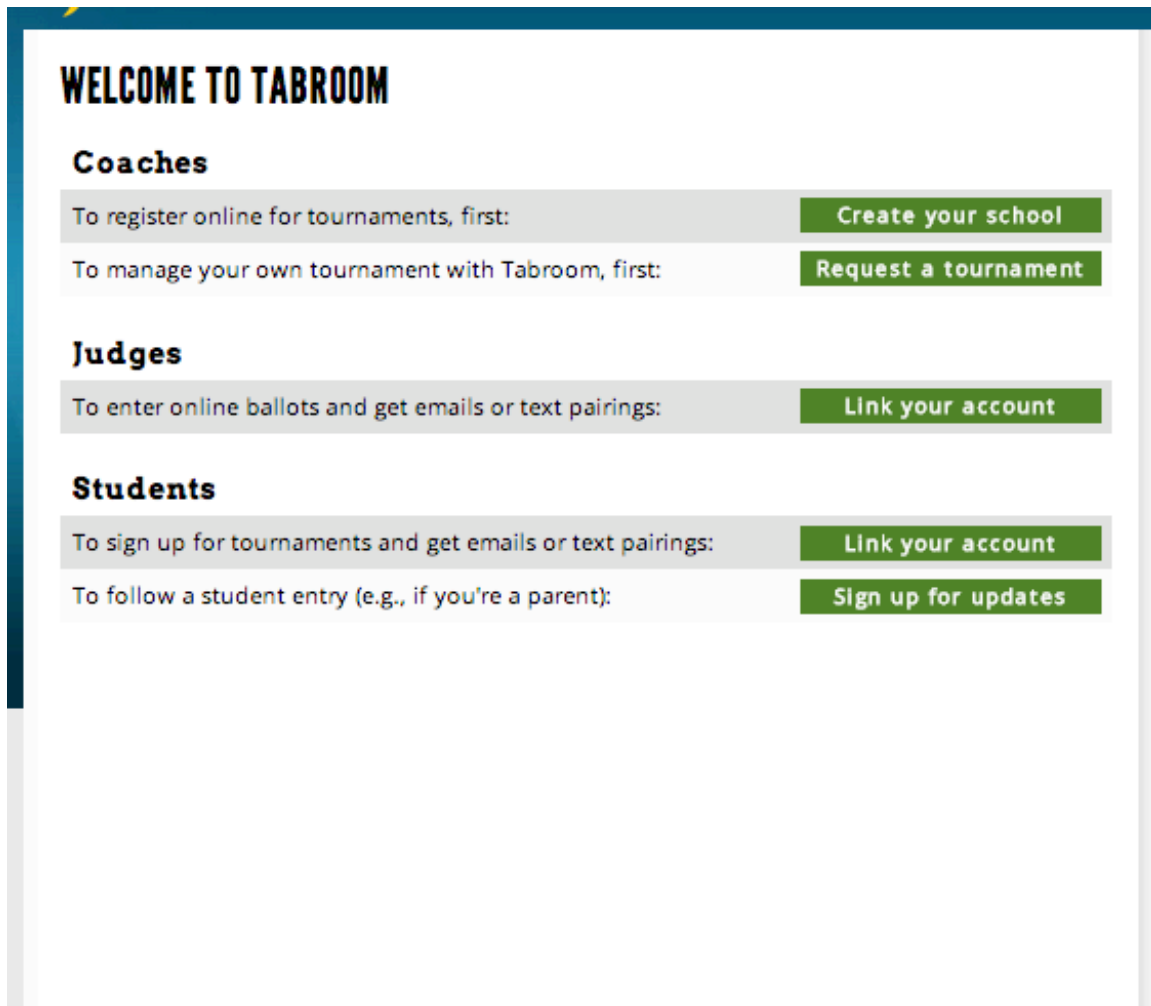 WELCOME TO TABROOM
Coaches
To register online for tournaments, first: Create your school
To manage your own tournament with Tabroom, first: Request a tournament
Judges
To enter online ballots and get emails or text pairings: Link your account
Students
To sign up for tournaments and get emails or text pairings: Link your account
To follow a student entry (e.g., if you're a parent): Sign up for updates